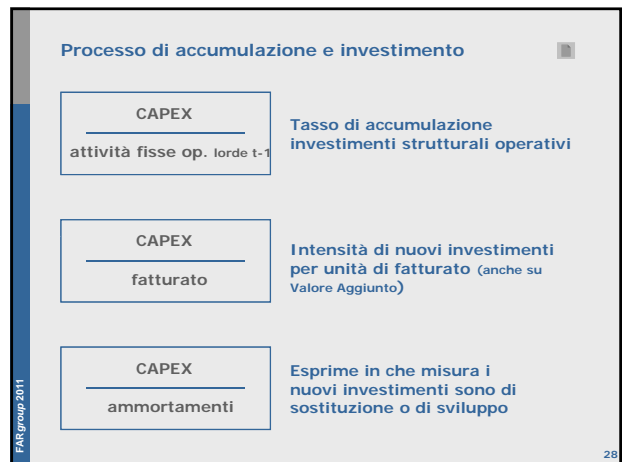 Processo di accumulazione e investimento
CAPEX
attività fisse op. lorde t-1
Tasso di accumulazione
investimenti strutturali operativi
CAPEX
fatturato
Intensità di nuovi investimenti
per unità di fatturato (anche su
Valore Aggiunto)
CAPEX
ammortamenti
Esprime in che misura i
nuovi investimenti sono di
sostituzione o di sviluppo
FARgroup 2011
28